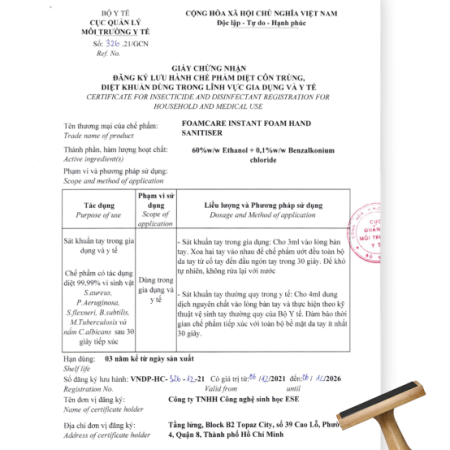 BỘ Y TẾ
CỤC QUẢN LÝ
MÔI TRƯỜNG Y TẾ
Số: 326 .21/GCN
Ref. No.
CỘNG HÒA XÃ HỘI CHỦ NGHĨA VIỆT NAM
Độc lập - Tự do - Hạnh phúc
GIẤY CHỨNG NHẬN
ĐĂNG KÝ LƯU HÀNH CHẾ PHẨM DIỆT CÔN TRÙNG,
DIỆT KHUẨN DÙNG TRONG LĨNH VỰC GIA DỤNG VÀ Y TẾ
CERTIFICATE FOR INSECTICIDE AND DISINFECTANT REGISTRATION FOR
HOUSEHOLD AND MEDICAL USE
Tên thương mại của chế phẩm: FOAMCARE INSTANT FOAM HAND
Trade name of product SANITISER
Thành phần, hàm lượng hoạt chất: 60%w/w Ethanol + 0,1%w/w Benzalkonium
Active ingredient(s) chloride
Phạm vi và phương pháp sử dụng:
Scope and method of application
Tác dụng
Purpose of use
Phạm vi sử
dụng
Scope of
application
Liều lượng và Phương pháp sử dụng
Dosage and Method of application
Sát khuẩn tay trong gia
dụng và y tế
Chế phẩm có tác dụng
diệt 99,99% vi sinh vật
S.aureus,
P.Aeruginosa,
S.flexneri, B.subtilis,
M.Tuberculosis và
nấm C.albicans sau 30
giây tiếp xúc
Dùng trong
gia dụng và
y tế
- Sát khuẩn tay trong gia dụng: Cho 3ml vào lòng bàn
tay. Xoa hai tay vào nhau để chế phẩm ướt đều toàn bộ
da tay từ cổ tay đến đầu ngón tay trong 30 giây. Để khô
tự nhiên, không rửa lại với nước
- Sát khuẩn tay thường quy trong y tế: Cho 4ml dung
dịch nguyên chất vào lòng bàn tay và thực hiện theo kỹ
thuật vệ sinh tay thường quy của Bộ Y tế. Đảm bảo thời
gian chế phẩm tiếp xúc với toàn bộ bề mặt da tay ít nhất
30 giây.
CỤC
QUẢN LÝ
MÔI TRƯỜNG
Y TẾ
Hạn dùng: 03 năm kể từ ngày sản xuất
Shelf life
Số đăng ký lưu hành: VNDP-HC- 326 -12 -21 Có giá trị từ: 06 /12/2021 đến: 06 / 12/2026
Registration No. Valid from until
Tên đơn vị đăng ký: Công ty TNHH Công nghệ sinh học ESE
Name of certificate holder
Địa chỉ đơn vị đăng ký: Tầng lửng, Block B2 Topaz City, số 39 Cao Lỗ, Phườ
Address of certificate holder 4, Quận 8, Thành phố Hồ Chí Minh